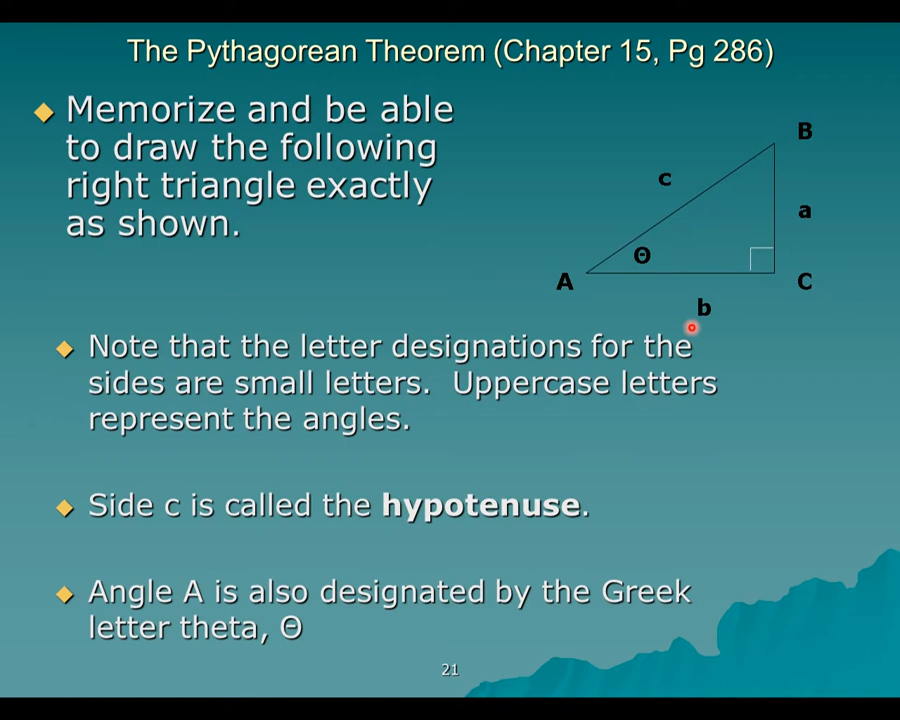 The Pythagorean Theorem (Chapter 15, Pg 286)
Memorize and be able
to draw the following
right triangle exactly
as shown.
B
c
a
Θ
A
C
b
Note that the letter designations for the
sides are small letters.  Uppercase letters
represent the angles.
Side c is called the hypotenuse.
Angle A is also designated by the Greek
letter theta, Θ
21